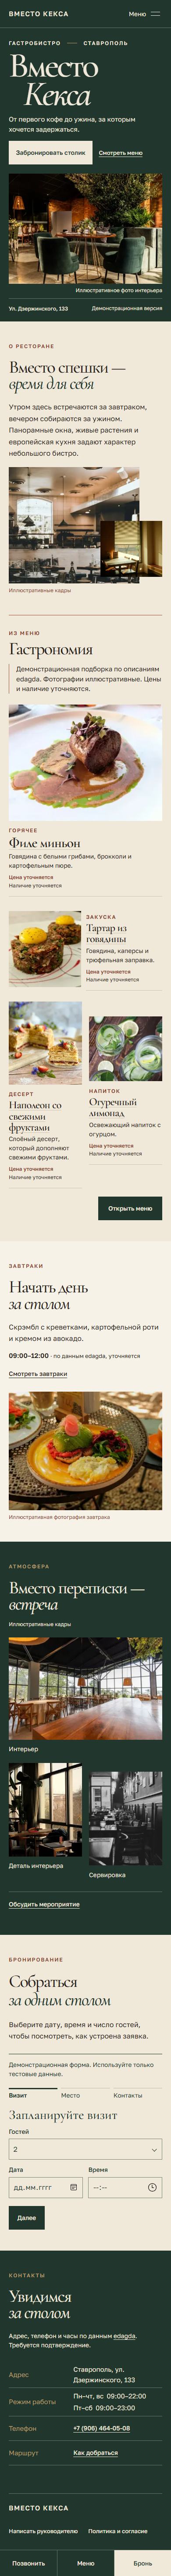 ВМЕСТО КЕКСА
Меню
ГАСТРОБИСТРО — СТАВРОПОЛЬ
Вместо
Кекса
От первого кофе до ужина, за которым
хочется задержаться.
Забронировать столик
Смотреть меню
Иллюстративное фото интерьера
Ул. Дзержинского, 133
Демонстрационная версия
О РЕСТОРАНЕ
Вместо спешки —
время для себя
Утром здесь встречаются за завтраком,
вечером собираются за ужином.
Панорамные окна, живые растения и
европейская кухня задают характер
небольшого бистро.
Иллюстративные кадры
ИЗ МЕНЮ
Гастрономия
Демонстрационная подборка по описаниям
edagda. Фотографии иллюстративные. Цены
и наличие уточняются.
ГОРЯЧЕЕ
Филе миньон
Говядина с белыми грибами, брокколи и
картофельным пюре.
Цена уточняется
Наличие уточняется
ЗАКУСКА
Тартар из
говядины
Говядина, каперсы и
трюфельная заправка.
Цена уточняется
Наличие уточняется
ДЕСЕРТ
Наполеон со
свежими
фруктами
Слоёный десерт,
который дополняют
свежими фруктами.
Цена уточняется
Наличие уточняется
НАПИТОК
Огуречный
лимонад
Освежающий напиток с
огурцом.
Цена уточняется
Наличие уточняется
Открыть меню
ЗАВТРАКИ
Начать день
за столом
Скрэмбл с креветками, картофельной роти
и кремом из авокадо.
09:00–12:00 · по данным edagda, уточняется
Смотреть завтраки
Иллюстративная фотография завтрака
АТМОСФЕРА
Вместо переписки —
встреча
Иллюстративные кадры
Интерьер
Деталь интерьера
Сервировка
Обсудить мероприятие
БРОНИРОВАНИЕ
Собраться
за одним столом
Выберите дату, время и число гостей,
чтобы посмотреть, как устроена заявка.
Демонстрационная форма. Используйте только
тестовые данные.
Визит
Место
Контакты
Запланируйте визит
Гостей
2
Дата
Время
дд.мм.гггг
--:--
Далее
КОНТАКТЫ
Увидимся
за столом
Адрес, телефон и часы по данным edagda.
Требуется подтверждение.
Адрес
Ставрополь, ул.
Дзержинского, 133
Режим работы
Пн–чт, вс 09:00–22:00
Пт–сб 09:00–23:00
Телефон
+7 (906) 464-05-08
Маршрут
Как добраться
ВМЕСТО КЕКСА
Написать руководителю
Политика и согласие
Позвонить
Меню
Бронь